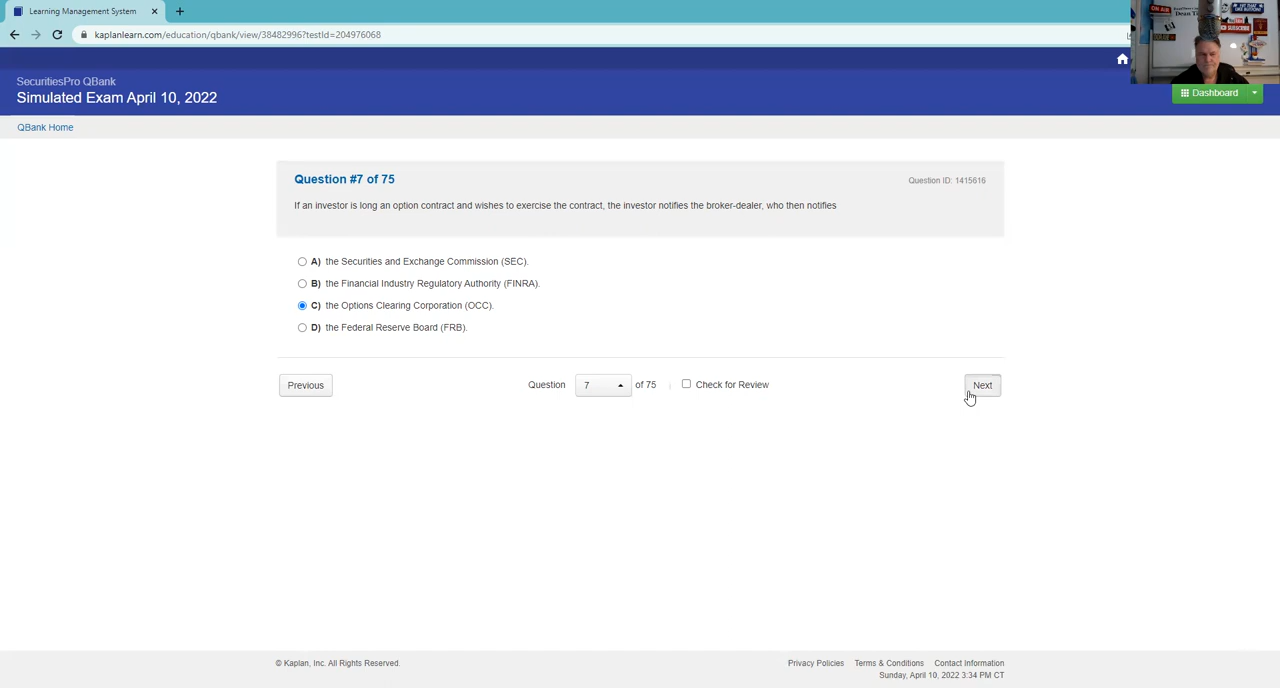 Learning Management System
kaplanlearn.com/education/qbank/view/38482996?testId=204976068
SecuritiesPro QBank
Simulated Exam April 10, 2022
Dashboard
QBank Home
Question #7 of 75
Question ID: 1415616
If an investor is long an option contract and wishes to exercise the contract, the investor notifies the broker-dealer, who then notifies
A) the Securities and Exchange Commission (SEC).
B) the Financial Industry Regulatory Authority (FINRA).
C) the Options Clearing Corporation (OCC).
D) the Federal Reserve Board (FRB).
Previous
Question 7 of 75
Check for Review
Next
© Kaplan, Inc. All Rights Reserved.
Privacy Policies Terms & Conditions Contact Information
Sunday, April 10, 2022 3:34 PM CT